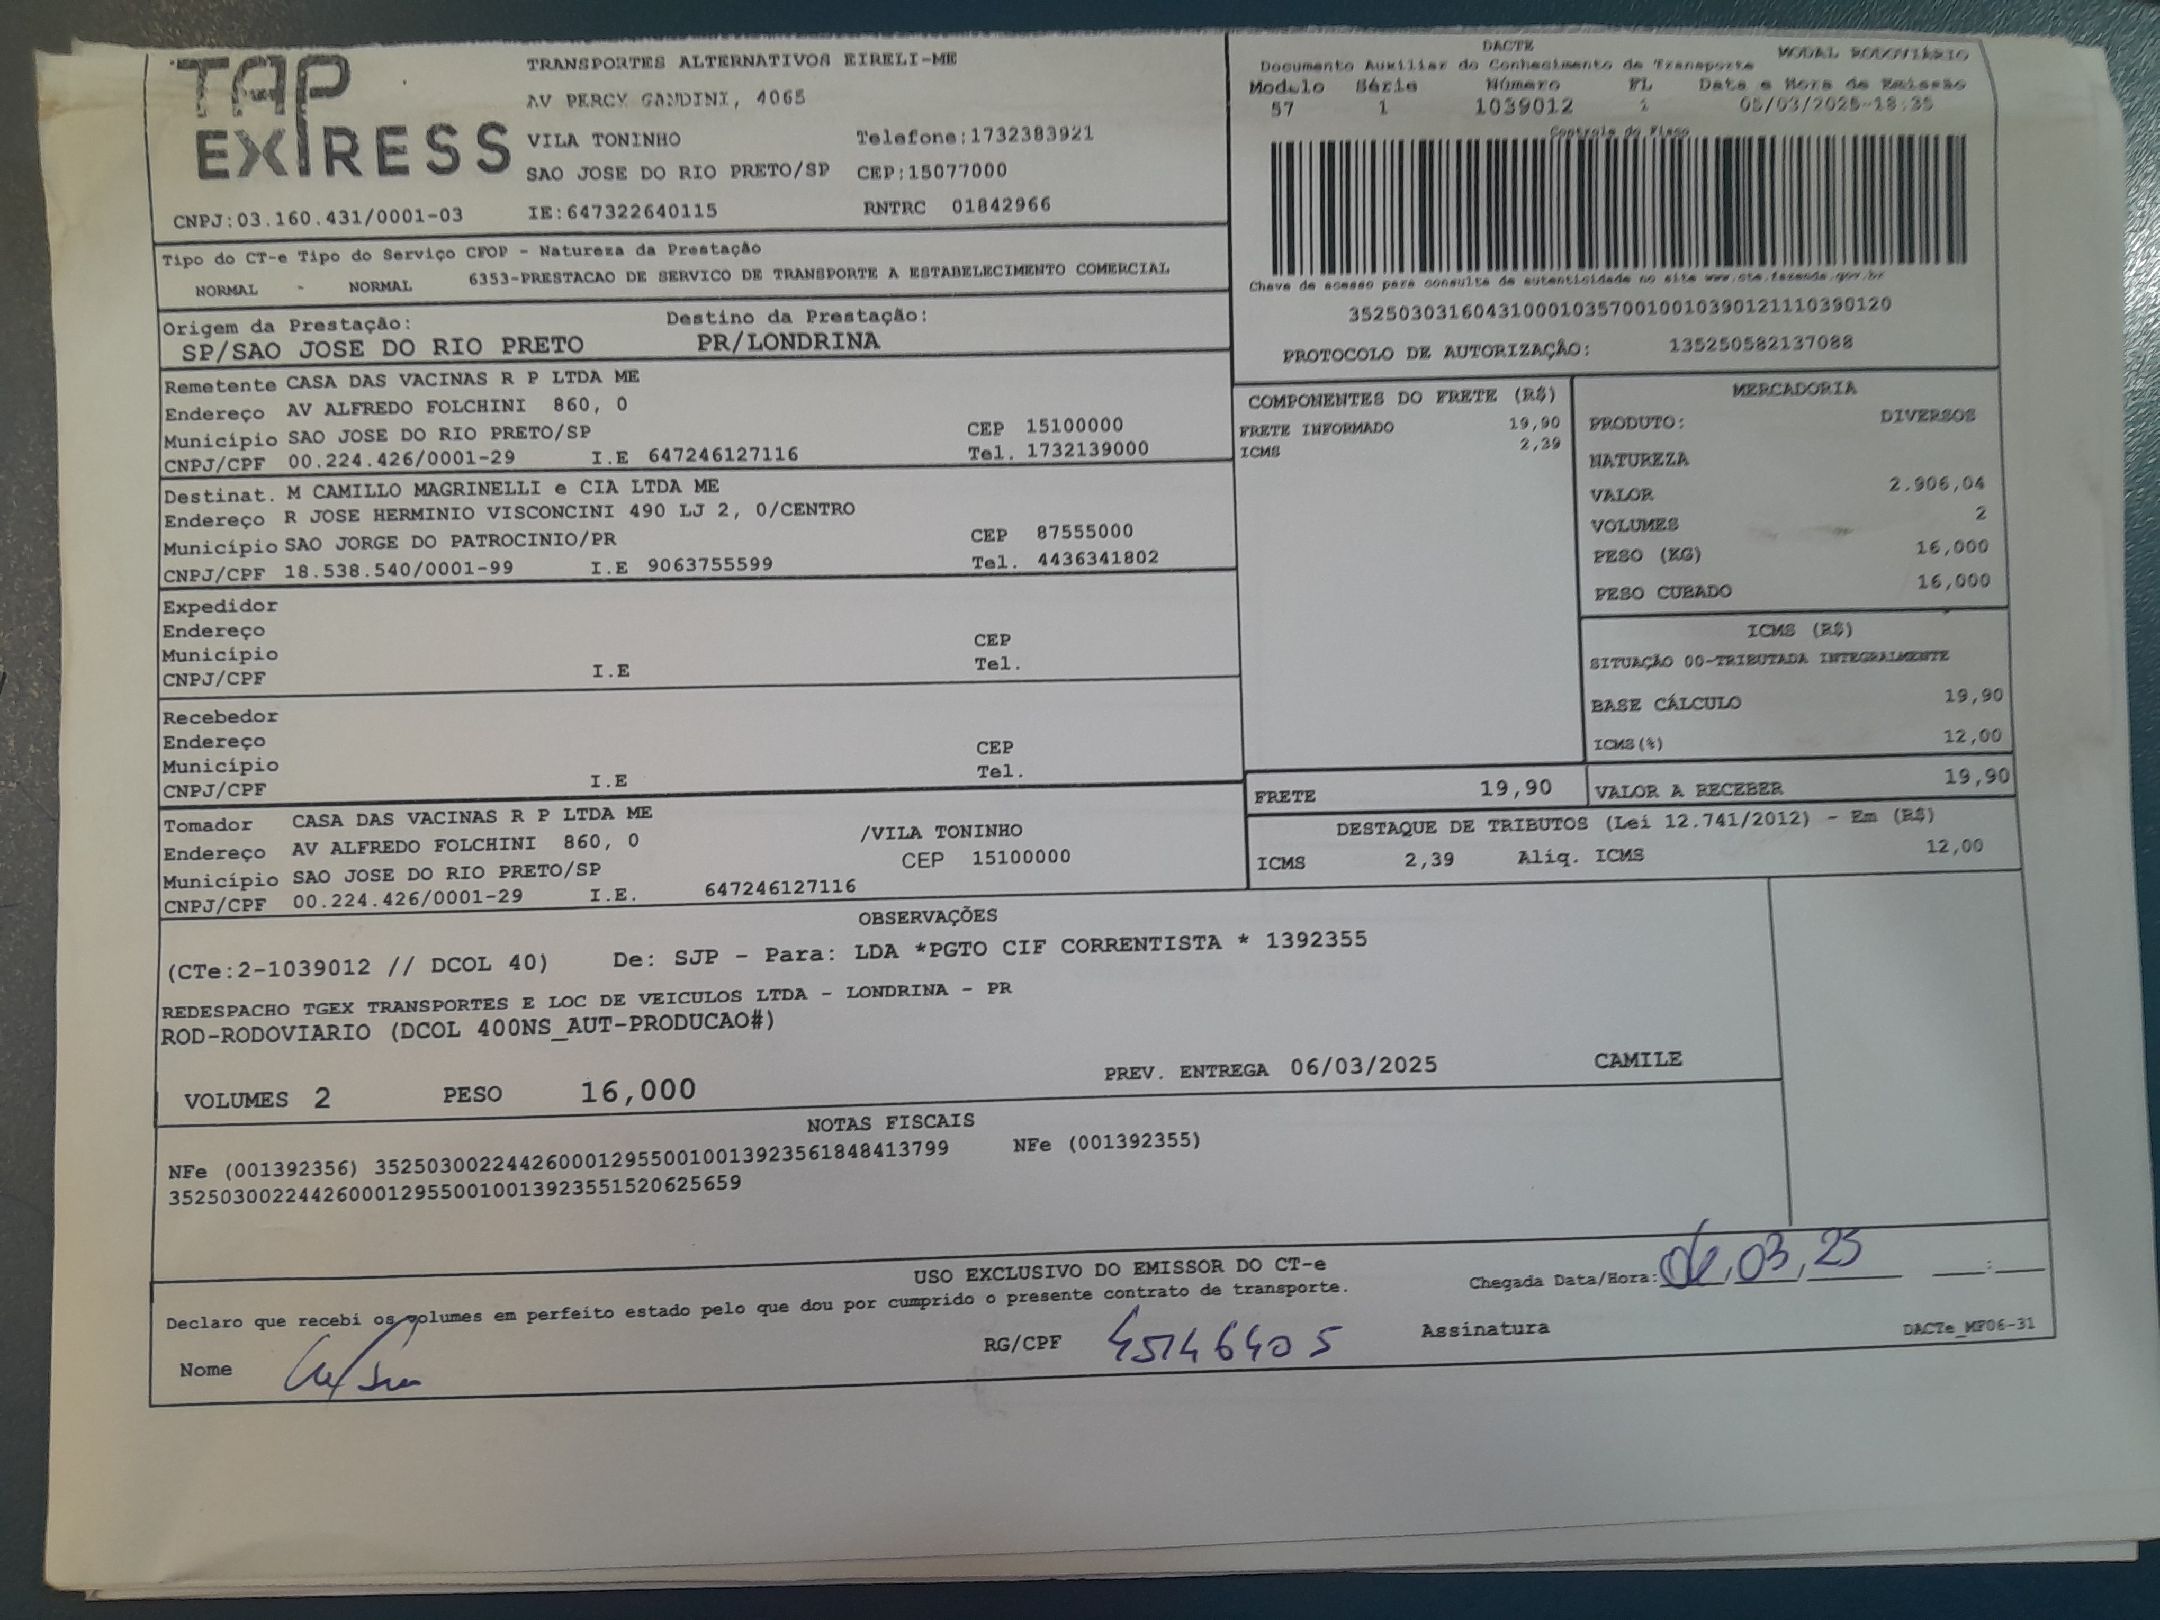 TAP EXPRESS
TRANSPORTES ALTERNATIVOS EIRELI-ME
AV PERCY GANDINI, 4065
VILA TONINHO Telefone:1732383921
SAO JOSE DO RIO PRETO/SP CEP:15077000
CNPJ:03.160.431/0001-03 IE:647322640115 RNTRC 01842966
DACTE MODAL RODOVIÁRIO
Documento Auxiliar do Conhecimento de Transporte
Modulo Série Número FL Data e Hora de Emissão
57 1 1039012 1 05/03/2025-18:35
Controle do Fisco
Chave de acesso para consulta de autenticidade no site www.cte.fazenda.gov.br
35250303160431000103570010010390121110390120
PROTOCOLO DE AUTORIZAÇÃO: 135250582137088
Tipo do CT-e Tipo do Serviço CFOP - Natureza da Prestação
NORMAL - NORMAL 6353-PRESTACAO DE SERVICO DE TRANSPORTE A ESTABELECIMENTO COMERCIAL
Origem da Prestação: Destino da Prestação:
SP/SAO JOSE DO RIO PRETO PR/LONDRINA
Remetente CASA DAS VACINAS R P LTDA ME
Endereço AV ALFREDO FOLCHINI 860, 0
Município SAO JOSE DO RIO PRETO/SP CEP 15100000
CNPJ/CPF 00.224.426/0001-29 I.E 647246127116 Tel. 1732139000
Destinat. M CAMILLO MAGRINELLI e CIA LTDA ME
Endereço R JOSE HERMINIO VISCONCINI 490 LJ 2, 0/CENTRO
Município SAO JORGE DO PATROCINIO/PR CEP 87555000
CNPJ/CPF 18.538.540/0001-99 I.E 9063755599 Tel. 4436341802
Expedidor
Endereço
Município CEP
CNPJ/CPF I.E Tel.
Recebedor
Endereço
Município CEP
CNPJ/CPF I.E Tel.
Tomador CASA DAS VACINAS R P LTDA ME
Endereço AV ALFREDO FOLCHINI 860, 0 /VILA TONINHO
Município SAO JOSE DO RIO PRETO/SP CEP 15100000
CNPJ/CPF 00.224.426/0001-29 I.E. 647246127116
COMPONENTES DO FRETE (R$)
FRETE INFORMADO 19,90
ICMS 2,39
MERCADORIA
PRODUTO: DIVERSOS
NATUREZA
VALOR 2.906,04
VOLUMES 2
PESO (KG) 16,000
PESO CUBADO 16,000
ICMS (R$)
SITUAÇÃO 00-TRIBUTADA INTEGRALMENTE
BASE CÁLCULO 19,90
ICMS(%) 12,00
FRETE 19,90 VALOR A RECEBER 19,90
DESTAQUE DE TRIBUTOS (Lei 12.741/2012) - Em (R$)
ICMS 2,39 Aliq. ICMS 12,00
OBSERVAÇÕES
(CTe:2-1039012 // DCOL 40) De: SJP - Para: LDA *PGTO CIF CORRENTISTA * 1392355
REDESPACHO TGEX TRANSPORTES E LOC DE VEICULOS LTDA - LONDRINA - PR
ROD-RODOVIARIO (DCOL 400NS_AUT-PRODUCAO#)
VOLUMES 2 PESO 16,000 PREV. ENTREGA 06/03/2025 CAMILE
NOTAS FISCAIS
NFe (001392356) 35250300224426000129550010013923561848413799 NFe (001392355)
35250300224426000129550010013923551520625659
USO EXCLUSIVO DO EMISSOR DO CT-e
Declaro que recebi os volumes em perfeito estado pelo que dou por cumprido o presente contrato de transporte.
Chegada Data/Hora: 03, 25 :
Nome RG/CPF Assinatura
DACTe_MF06-31